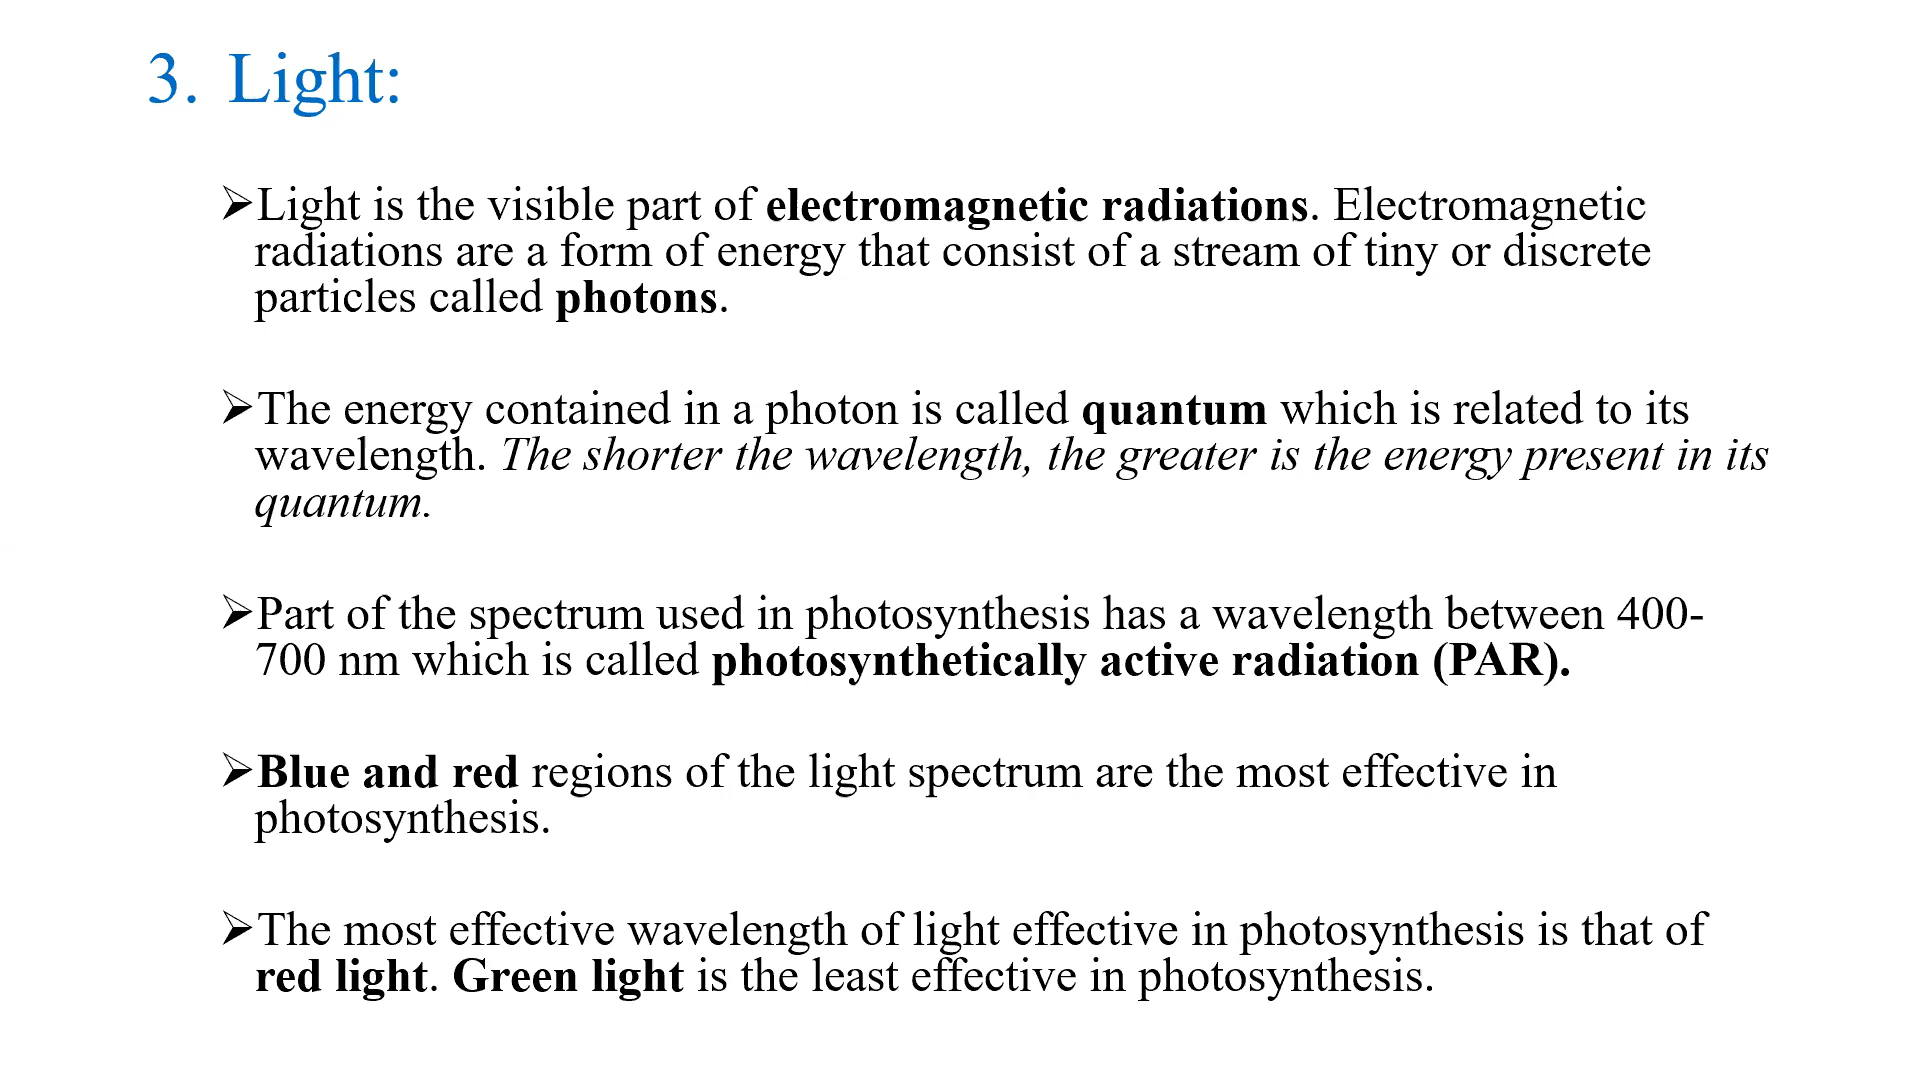 3. Light:
➢Light is the visible part of electromagnetic radiations. Electromagnetic
radiations are a form of energy that consist of a stream of tiny or discrete
particles called photons.
➢The energy contained in a photon is called quantum which is related to its
wavelength. The shorter the wavelength, the greater is the energy present in its
quantum.
➢Part of the spectrum used in photosynthesis has a wavelength between 400-
700 nm which is called photosynthetically active radiation (PAR).
➢Blue and red regions of the light spectrum are the most effective in
photosynthesis.
➢The most effective wavelength of light effective in photosynthesis is that of
red light. Green light is the least effective in photosynthesis.